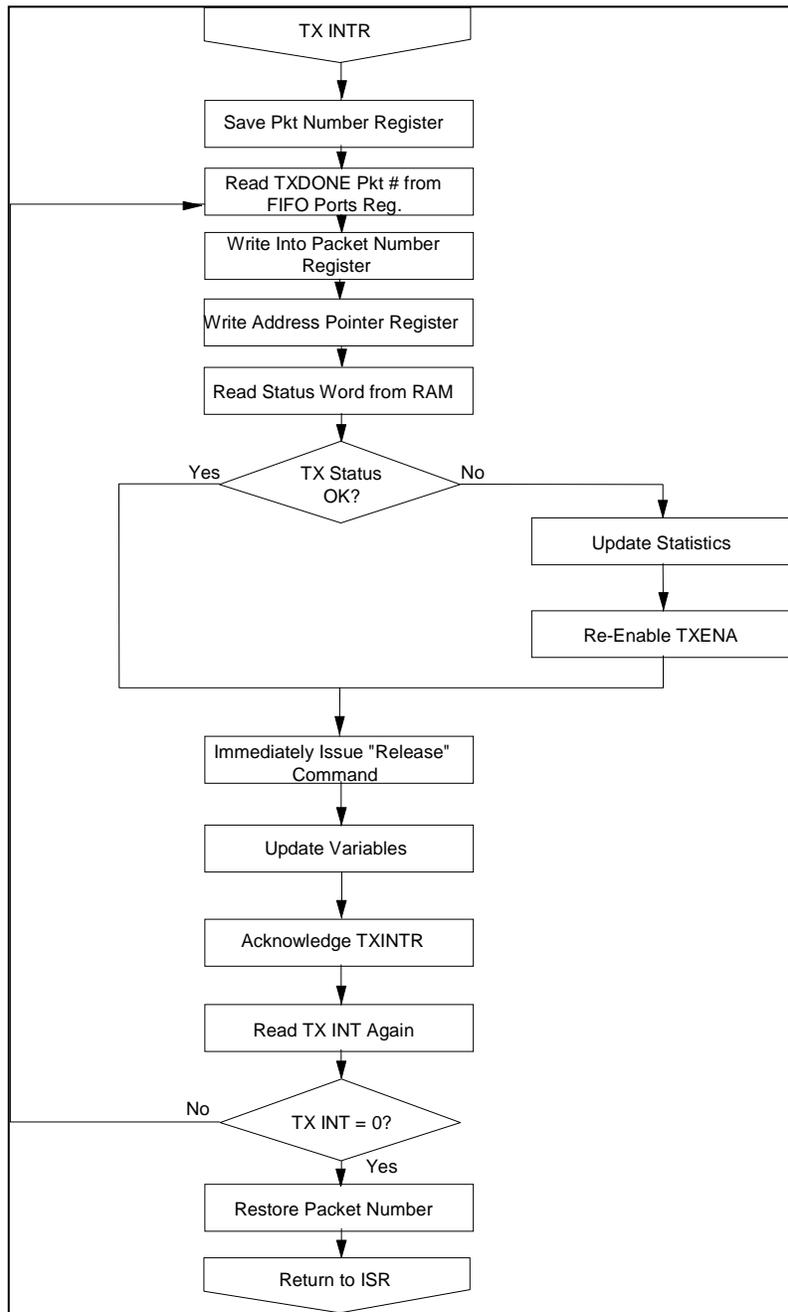 TX INTR
Save Pkt Number Register
Read TXDONE Pkt # from
FIFO Ports Reg.
Write Into Packet Number
Register
Write Address Pointer Register
Read Status Word from RAM
Yes
TX Status
OK?
No
Update Statistics
Re-Enable TXENA
Immediately Issue "Release"
Command
Update Variables
Acknowledge TXINTR
Read TX INT Again
No
TX INT = 0?
Yes
Restore Packet Number
Return to ISR